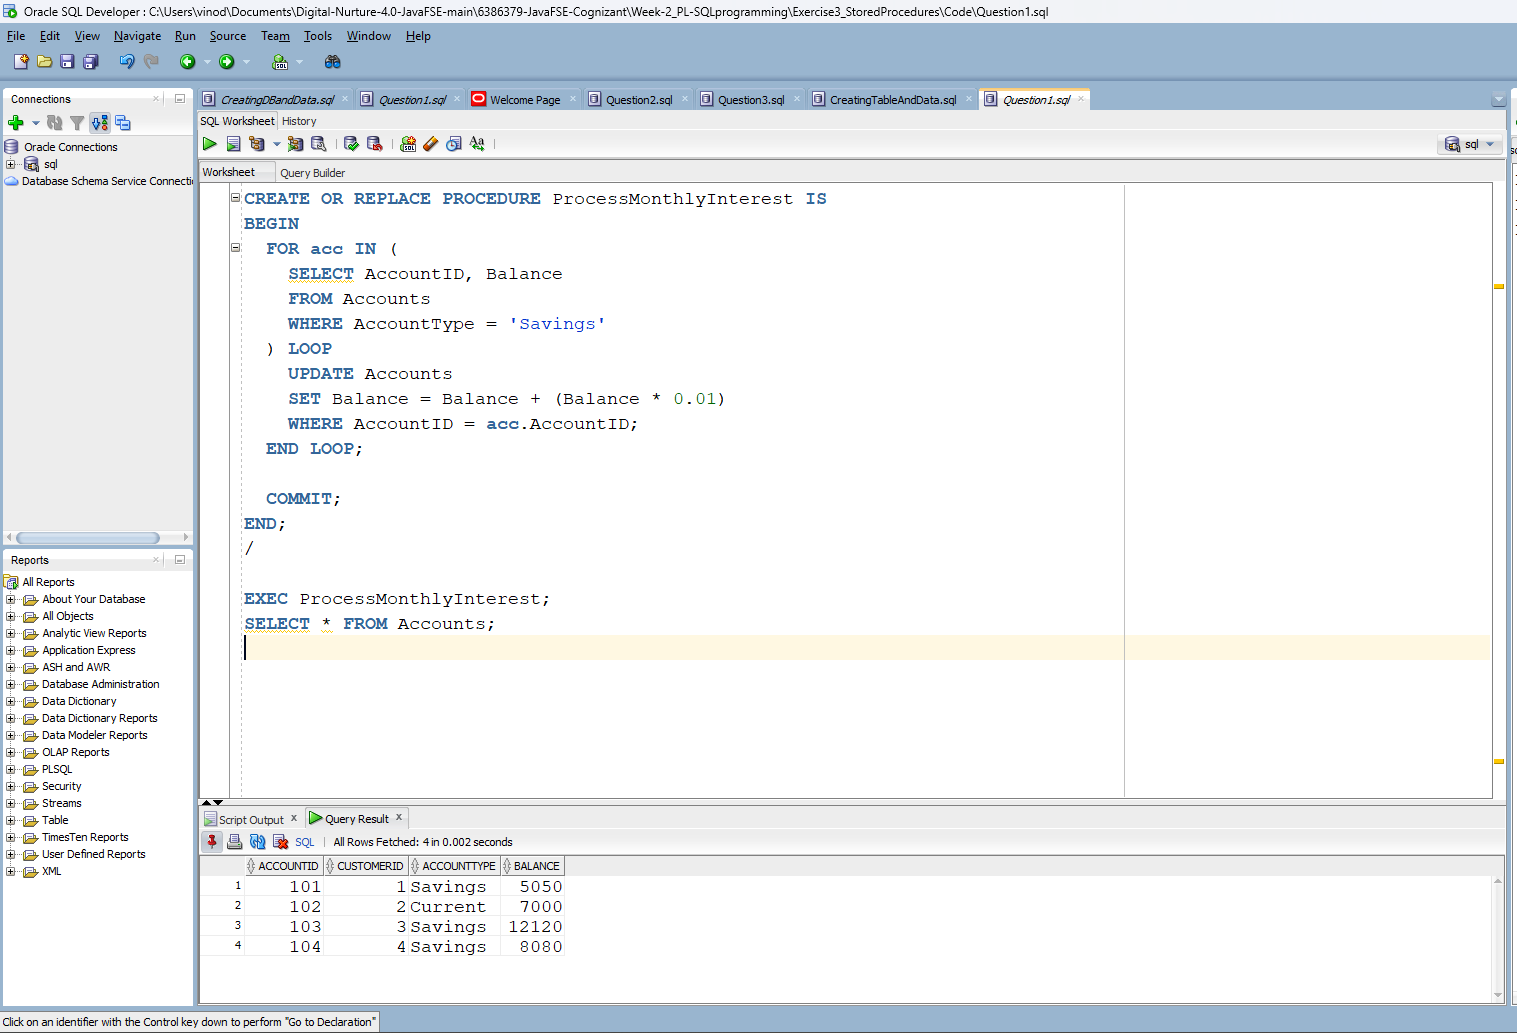 Oracle SQL Developer : C:\Users\vinod\Documents\Digital-Nurture-4.0-JavaFSE-main\6386379-JavaFSE-Cognizant\Week-2_PL-SQLprogramming\Exercise3_StoredProcedures\Code\Question1.sql
File Edit View Navigate Run Source Team Tools Window Help
Connections
Oracle Connections
sql
Database Schema Service Connecti
Reports
All Reports
About Your Database
All Objects
Analytic View Reports
Application Express
ASH and AWR
Database Administration
Data Dictionary
Data Dictionary Reports
Data Modeler Reports
OLAP Reports
PLSQL
Security
Streams
Table
TimesTen Reports
User Defined Reports
XML
CreatingDBandData.sql Question1.sql Welcome Page Question2.sql Question3.sql CreatingTableAndData.sql Question1.sql
SQL Worksheet History
sql
Worksheet Query Builder
CREATE OR REPLACE PROCEDURE ProcessMonthlyInterest IS
BEGIN
FOR acc IN (
SELECT AccountID, Balance
FROM Accounts
WHERE AccountType = 'Savings'
) LOOP
UPDATE Accounts
SET Balance = Balance + (Balance * 0.01)
WHERE AccountID = acc.AccountID;
END LOOP;
COMMIT;
END;
/
EXEC ProcessMonthlyInterest;
SELECT * FROM Accounts;
Script Output x Query Result x
SQL | All Rows Fetched: 4 in 0.002 seconds
ACCOUNTID CUSTOMERID ACCOUNTTYPE BALANCE
1 101 1 Savings 5050
2 102 2 Current 7000
3 103 3 Savings 12120
4 104 4 Savings 8080
Click on an identifier with the Control key down to perform "Go to Declaration"